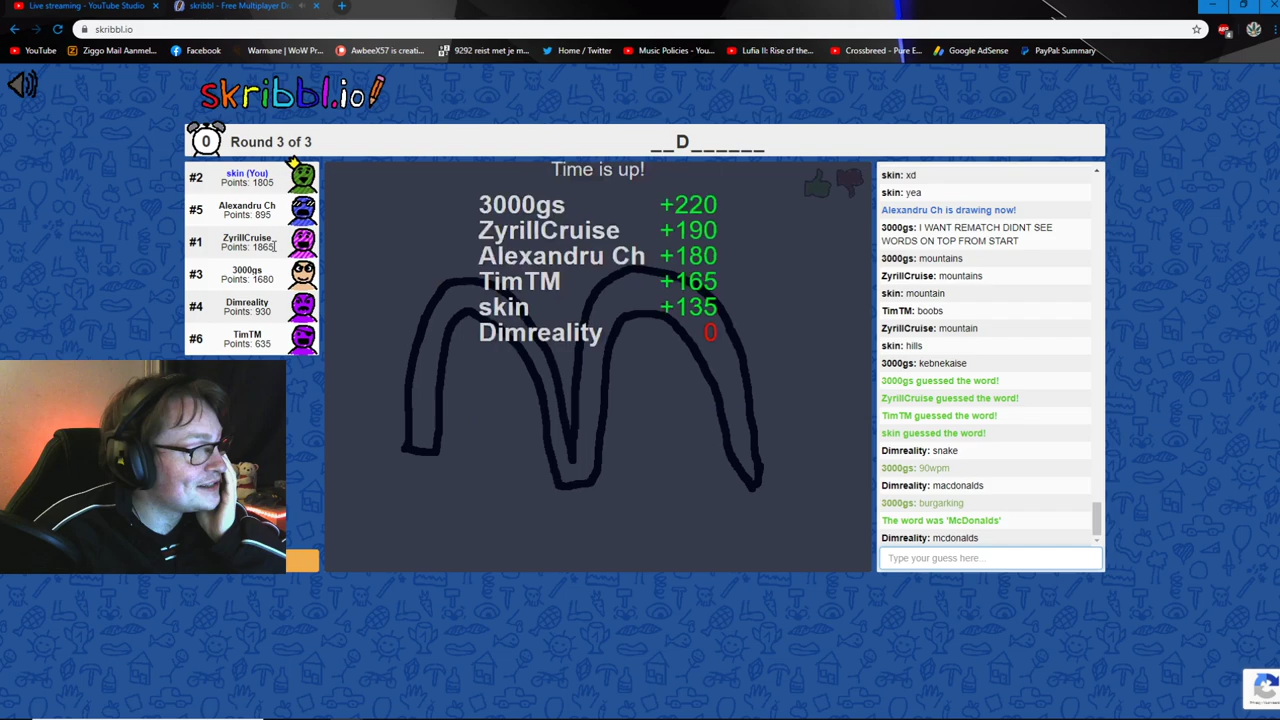 Live streaming - YouTube Studio
skribbl - Free Multiplayer Dr
skribbl.io
YouTube
Ziggo Mail Aanmel...
Facebook
Warmane | WoW Pr...
AwbeeX57 is creati...
9292 reist met je m...
Home / Twitter
Music Policies - You...
Lufia II: Rise of the...
Crossbreed - Pure E...
Google AdSense
PayPal: Summary
skribbl.io
0
Round 3 of 3
__D______
#2
skin (You)
Points: 1805
#5
Alexandru Ch
Points: 895
#1
ZyrillCruise
Points: 1865
#3
3000gs
Points: 1680
#4
Dimreality
Points: 930
#6
TimTM
Points: 635
Time is up!
3000gs +220
ZyrillCruise +190
Alexandru Ch +180
TimTM +165
skin +135
Dimreality 0
skin: xd
skin: yea
Alexandru Ch is drawing now!
3000gs: I WANT REMATCH DIDNT SEE
WORDS ON TOP FROM START
3000gs: mountains
ZyrillCruise: mountains
skin: mountain
TimTM: boobs
ZyrillCruise: mountain
skin: hills
3000gs: kebnekaise
3000gs guessed the word!
ZyrillCruise guessed the word!
TimTM guessed the word!
skin guessed the word!
Dimreality: snake
3000gs: 90wpm
Dimreality: macdonalds
3000gs: burgarking
The word was 'McDonalds'
Dimreality: mcdonalds
Type your guess here...